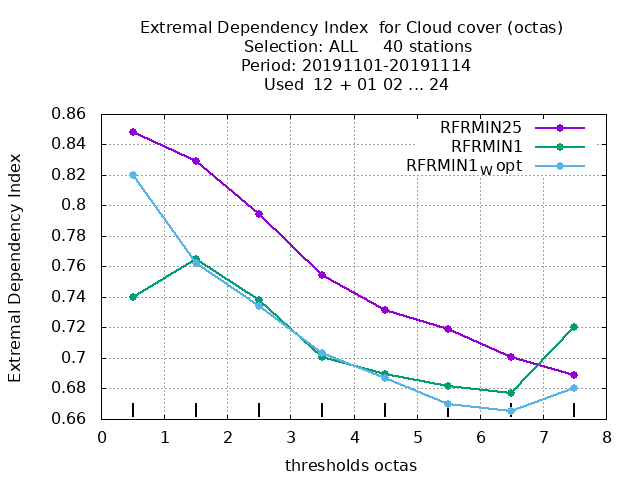 Extremal Dependency Index  for Cloud cover (octas)
Selection: ALL     40 stations
Period: 20191101-20191114
Used  12 + 01 02 ... 24
RFRMIN25
RFRMIN1
RFRMIN1W opt
Extremal Dependency Index
0.86
0.84
0.82
0.8
0.78
0.76
0.74
0.72
0.7
0.68
0.66
0 1 2 3 4 5 6 7 8
thresholds octas